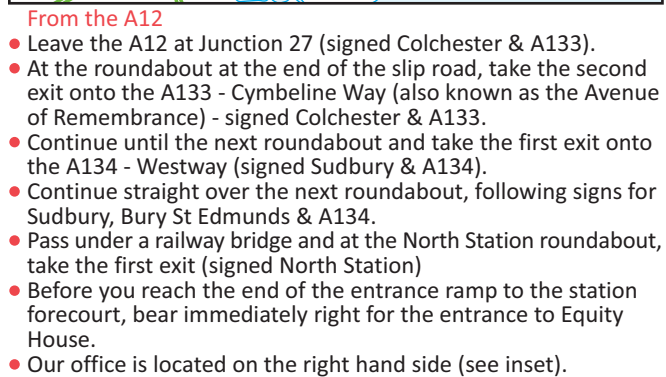 From the A12
• Leave the A12 at Junction 27 (signed Colchester & A133).
• At the roundabout at the end of the slip road, take the second
exit onto the A133 - Cymbeline Way (also known as the Avenue
of Remembrance) - signed Colchester & A133.
• Continue until the next roundabout and take the first exit onto
the A134 - Westway (signed Sudbury & A134).
• Continue straight over the next roundabout, following signs for
Sudbury, Bury St Edmunds & A134.
• Pass under a railway bridge and at the North Station roundabout,
take the first exit (signed North Station)
• Before you reach the end of the entrance ramp to the station
forecourt, bear immediately right for the entrance to Equity
House.
• Our office is located on the right hand side (see inset).